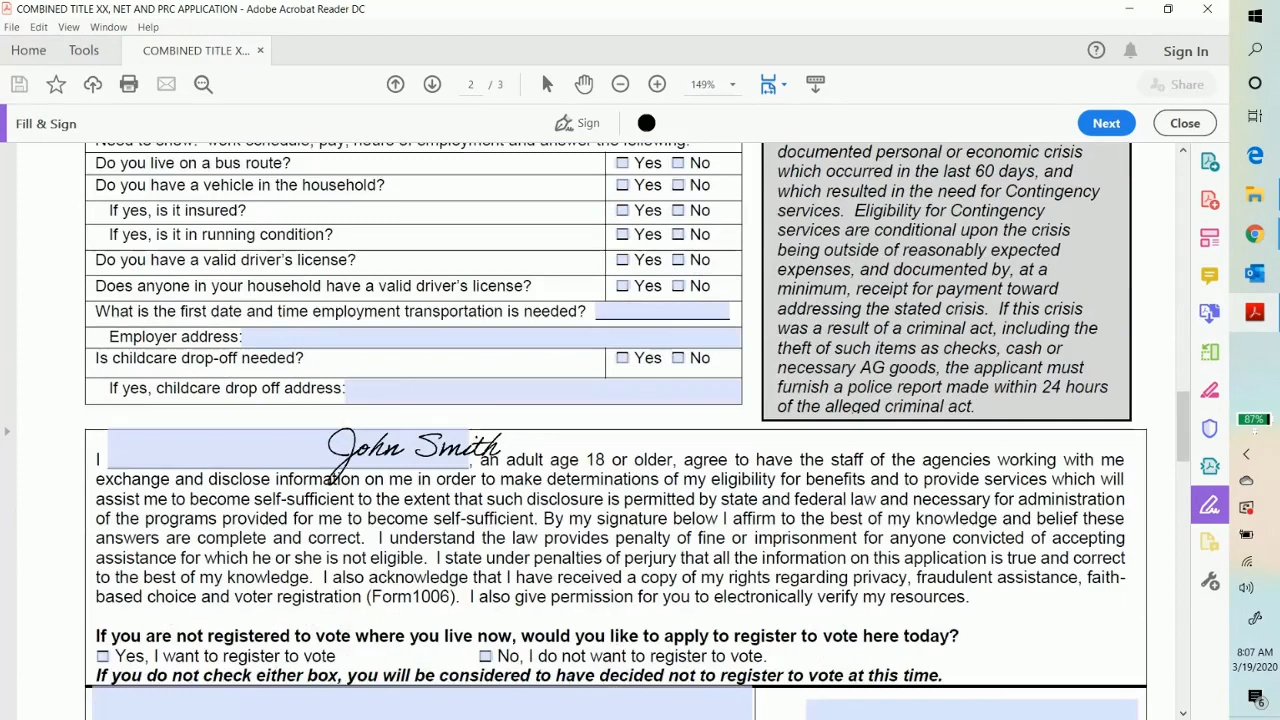 COMBINED TITLE XX, NET AND PRC APPLICATION - Adobe Acrobat Reader DC
File Edit View Window Help
Home Tools COMBINED TITLE XX... × Sign In
2 / 3 149% Share
Fill & Sign Sign Next Close
Need to show: work schedule, pay, hours of employment and answer the following:
Do you live on a bus route? Yes No
Do you have a vehicle in the household? Yes No
If yes, is it insured? Yes No
If yes, is it in running condition? Yes No
Do you have a valid driver's license? Yes No
Does anyone in your household have a valid driver's license? Yes No
What is the first date and time employment transportation is needed?
Employer address:
Is childcare drop-off needed? Yes No
If yes, childcare drop off address:
documented personal or economic crisis
which occurred in the last 60 days, and
which resulted in the need for Contingency
services. Eligibility for Contingency
services are conditional upon the crisis
being outside of reasonably expected
expenses, and documented by, at a
minimum, receipt for payment toward
addressing the stated crisis. If this crisis
was a result of a criminal act, including the
theft of such items as checks, cash or
necessary AG goods, the applicant must
furnish a police report made within 24 hours
of the alleged criminal act.
John Smith
I , an adult age 18 or older, agree to have the staff of the agencies working with me
exchange and disclose information on me in order to make determinations of my eligibility for benefits and to provide services which will
assist me to become self-sufficient to the extent that such disclosure is permitted by state and federal law and necessary for administration
of the programs provided for me to become self-sufficient. By my signature below I affirm to the best of my knowledge and belief these
answers are complete and correct. I understand the law provides penalty of fine or imprisonment for anyone convicted of accepting
assistance for which he or she is not eligible. I state under penalties of perjury that all the information on this application is true and correct
to the best of my knowledge. I also acknowledge that I have received a copy of my rights regarding privacy, fraudulent assistance, faith-
based choice and voter registration (Form1006). I also give permission for you to electronically verify my resources.
If you are not registered to vote where you live now, would you like to apply to register to vote here today?
Yes, I want to register to vote No, I do not want to register to vote.
If you do not check either box, you will be considered to have decided not to register to vote at this time.
87%
8:07 AM
3/19/2020
6